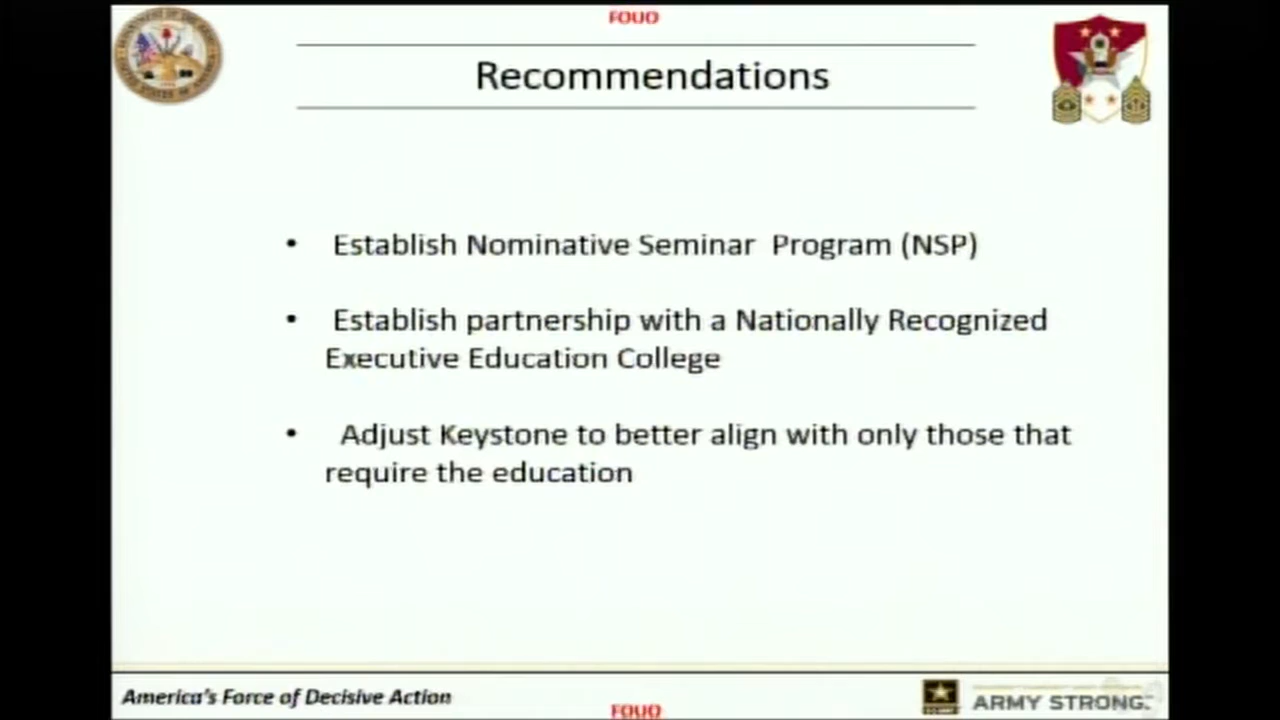 FOUO
Recommendations
• Establish Nominative Seminar Program (NSP)
• Establish partnership with a Nationally Recognized
Executive Education College
• Adjust Keystone to better align with only those that
require the education
America's Force of Decisive Action
ARMY STRONG.
FOUO